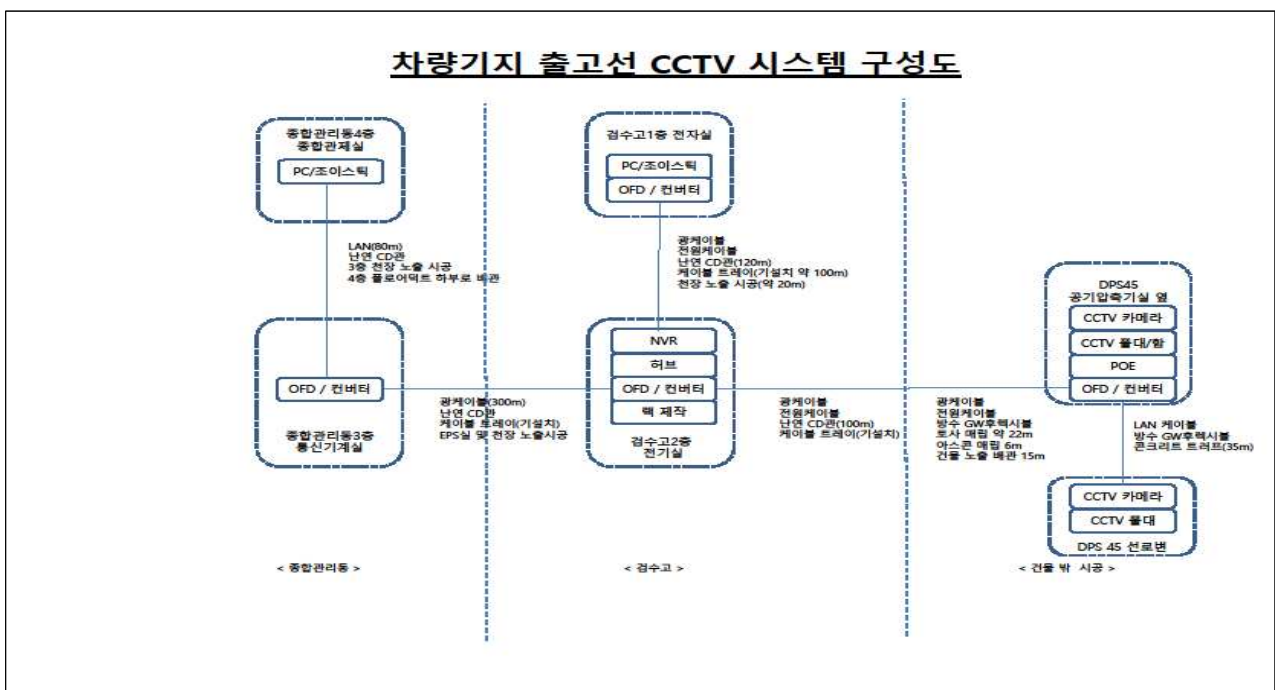 차량기지 출고선 CCTV 시스템 구성도
종합관리동4층
종합관제실
PC/조이스틱
LAN(80m)
난연 CD관
3층 천장 노출 시공
4층 플로어덕트 하부로 배관
OFD / 컨버터
종합관리동3층
통신기계실
광케이블(300m)
난연 CD관
케이블 트레이(기설치)
EPS실 및 천장 노출시공
< 종합관리동 >
검수고1층 전자실
PC/조이스틱
OFD / 컨버터
광케이블
전원케이블
난연 CD관(120m)
케이블 트레이(기설치 약 100m)
천장 노출 시공(약 20m)
NVR
허브
OFD / 컨버터
랙 제작
검수고2층
전기실
광케이블
전원케이블
난연 CD관(100m)
케이블 트레이(기설치)
< 검수고 >
DPS45
공기압축기실 옆
CCTV 카메라
CCTV 폴대/함
POE
OFD / 컨버터
광케이블
전원케이블
방수 GW후렉시블
토사 매립 약 22m
아스콘 매립 6m
건물 노출 배관 15m
LAN 케이블
방수 GW후렉시블
콘크리트 트러프(35m)
CCTV 카메라
CCTV 폴대
DPS 45 선로변
< 건물 밖 시공 >